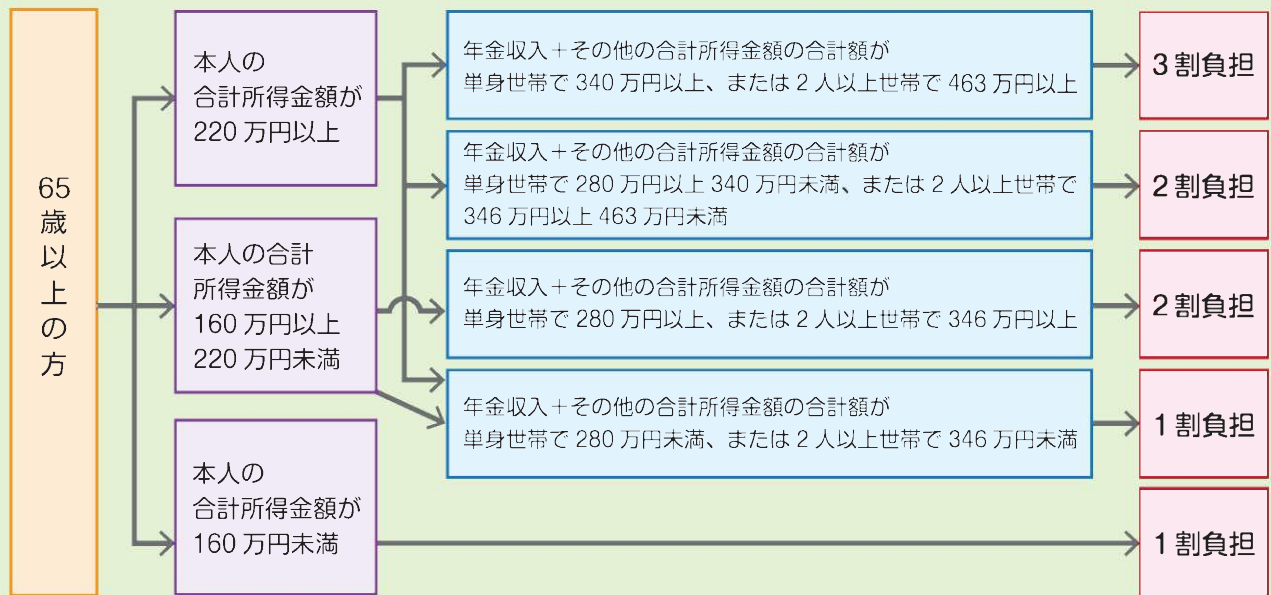 65歳以上の方
本人の
合計所得金額が
220万円以上
本人の合計
所得金額が
160万円以上
220万円未満
本人の
合計所得金額が
160万円未満
年金収入+その他の合計所得金額の合計額が
単身世帯で340万円以上、または2人以上世帯で463万円以上
年金収入+その他の合計所得金額の合計額が
単身世帯で280万円以上340万円未満、または2人以上世帯で
346万円以上463万円未満
年金収入+その他の合計所得金額の合計額が
単身世帯で280万円以上、または2人以上世帯で346万円以上
年金収入+その他の合計所得金額の合計額が
単身世帯で280万円未満、または2人以上世帯で346万円未満
3割負担
2割負担
2割負担
1割負担
1割負担